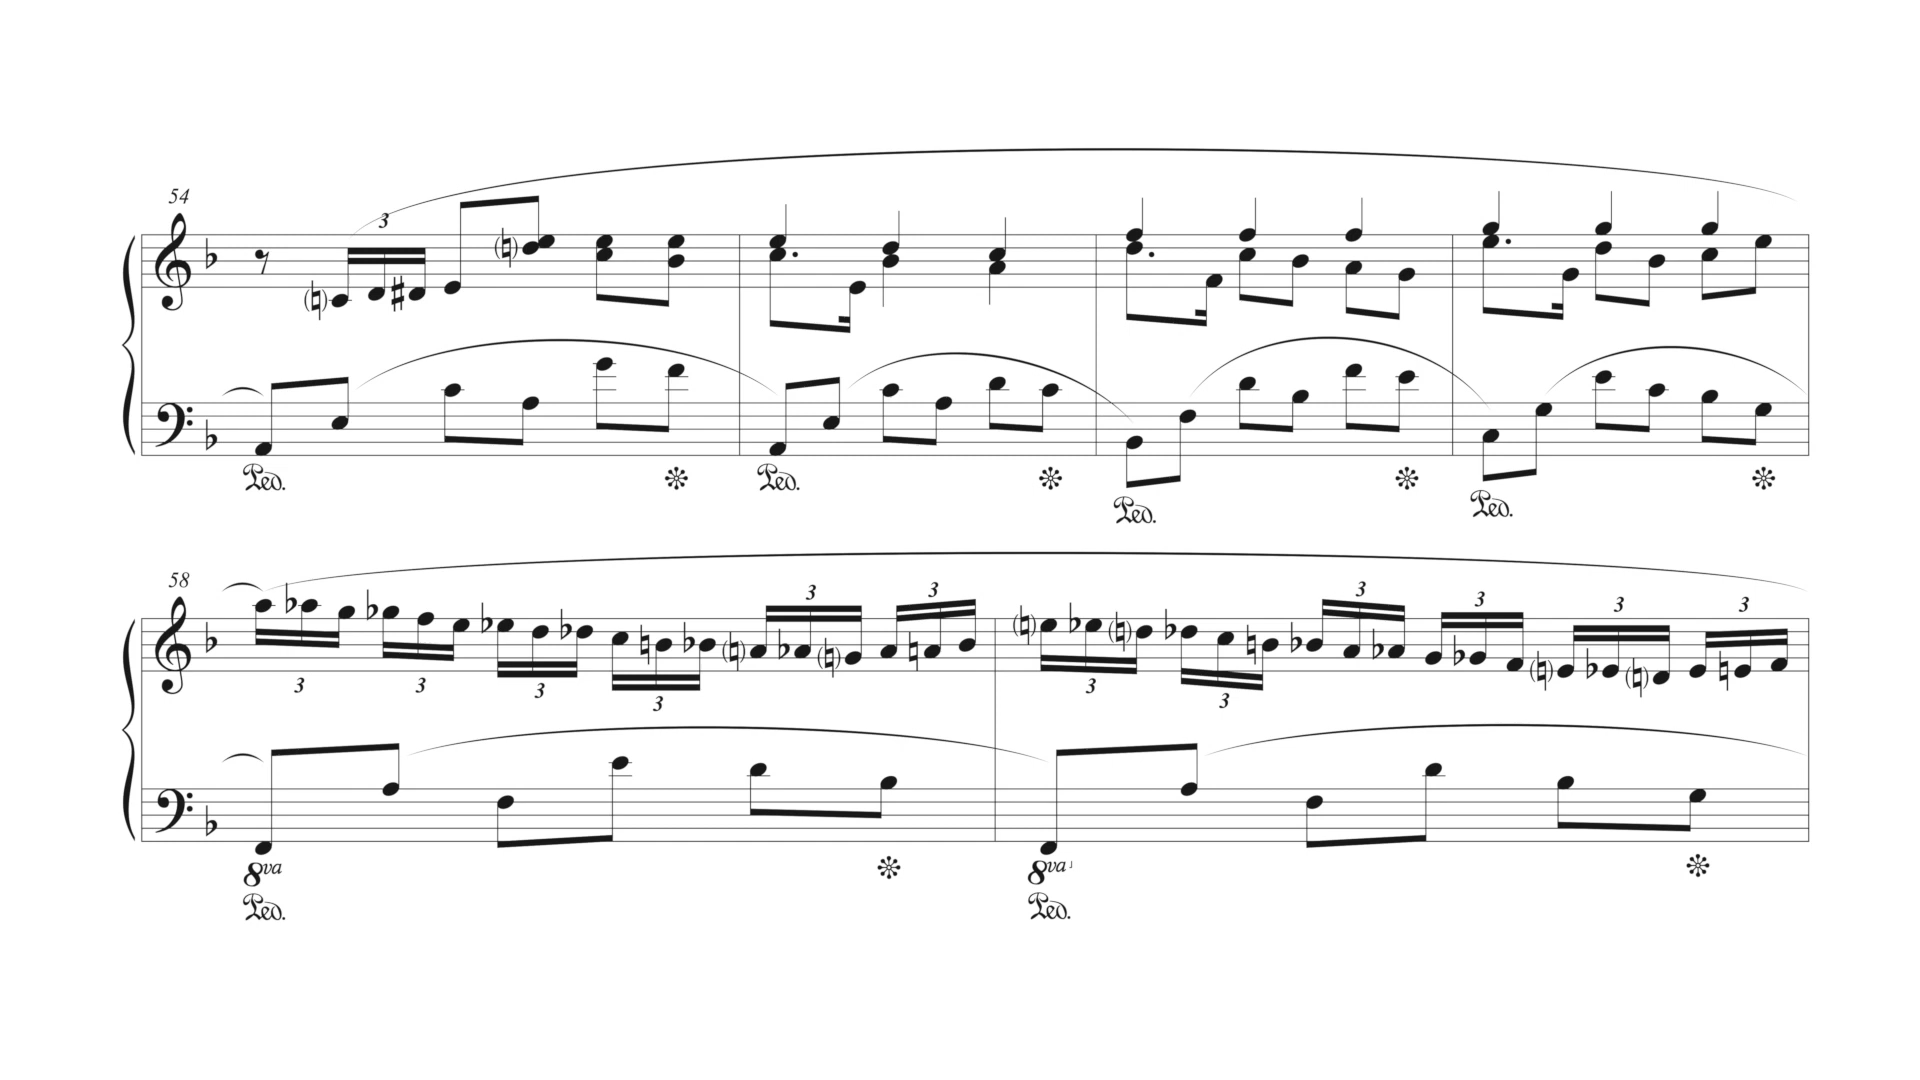 54
3
Ped. Ped. Ped. Ped.
58
3 3
3 3 3 3
3 3 3 3
3 3
8va 8va
Ped. Ped.